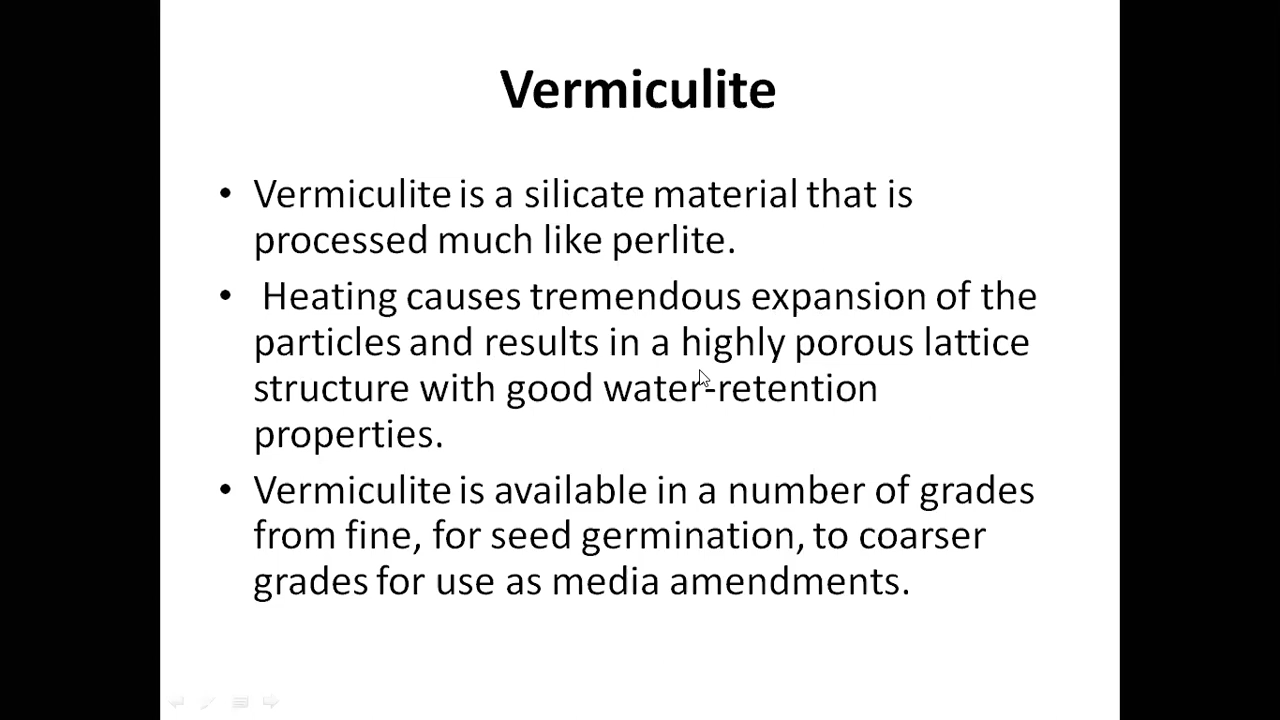 Vermiculite
• Vermiculite is a silicate material that is
processed much like perlite.
• Heating causes tremendous expansion of the
particles and results in a highly porous lattice
structure with good water-retention
properties.
• Vermiculite is available in a number of grades
from fine, for seed germination, to coarser
grades for use as media amendments.